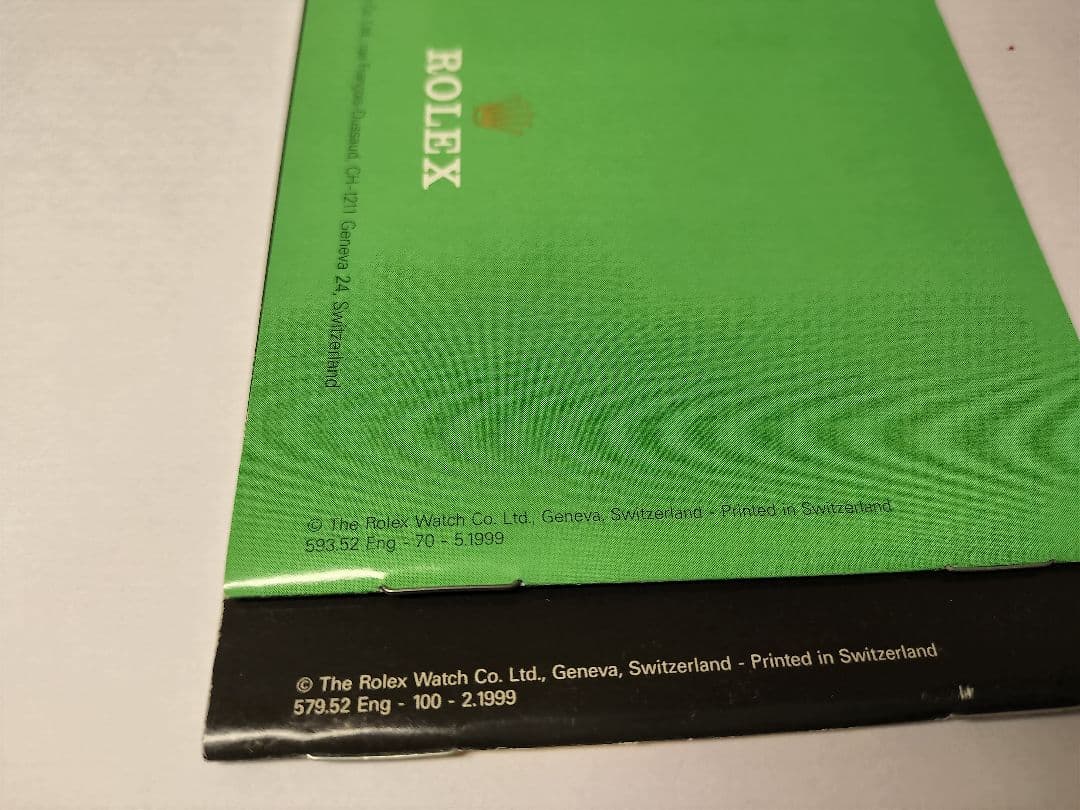 ROLEX
François-Dussaud, CH-1211 Geneva 24, Switzerland
© The Rolex Watch Co. Ltd., Geneva, Switzerland - Printed in Switzerland
593.52 Eng - 70 - 5.1999
© The Rolex Watch Co. Ltd., Geneva, Switzerland - Printed in Switzerland
579.52 Eng - 100 - 2.1999